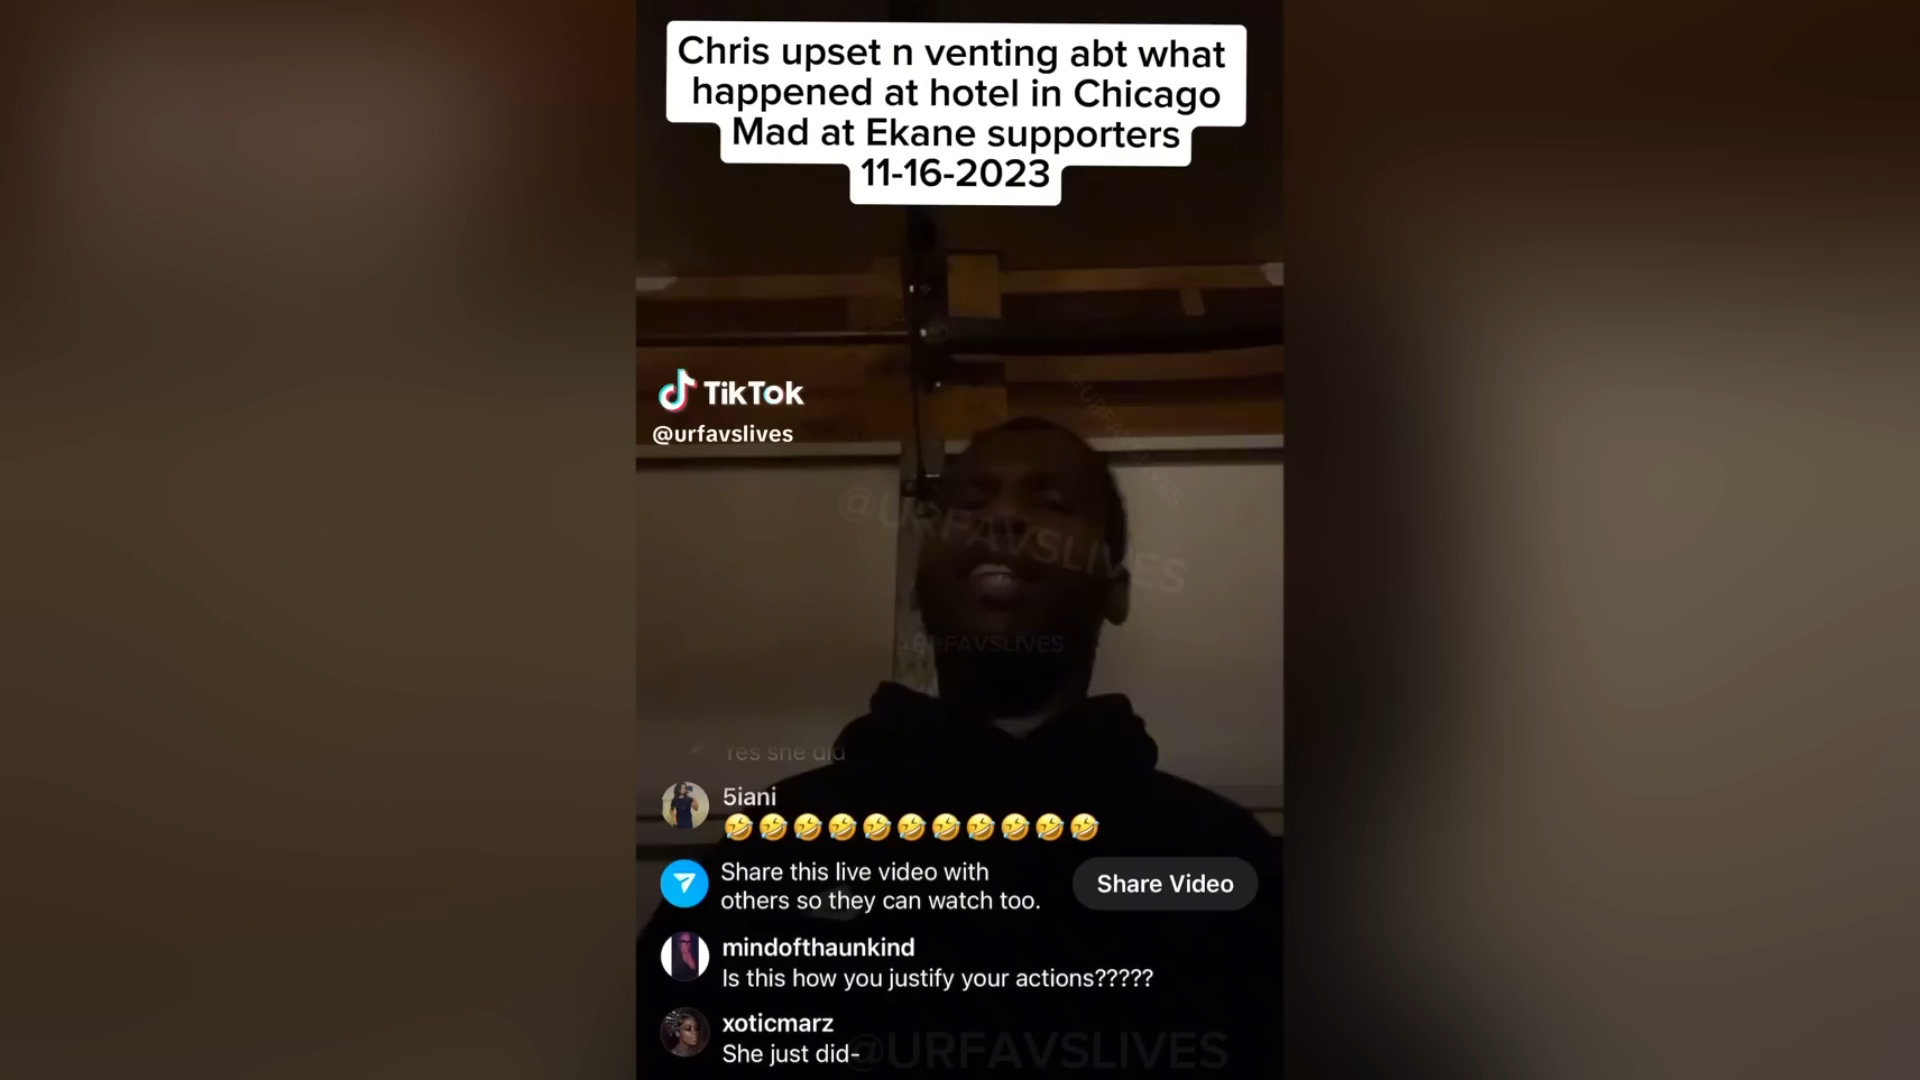 Chris upset n venting abt what
happened at hotel in Chicago
Mad at Ekane supporters
11-16-2023
TikTok
@urfavslives
@URFAVSLIVES
@URFAVSLIVES
@URFAVSLIVES
Yes she did
5iani
🤣🤣🤣🤣🤣🤣🤣🤣🤣🤣🤣
Share this live video with
others so they can watch too.
Share Video
mindofthaunkind
Is this how you justify your actions?????
xoticmarz
She just did-
@URFAVSLIVES